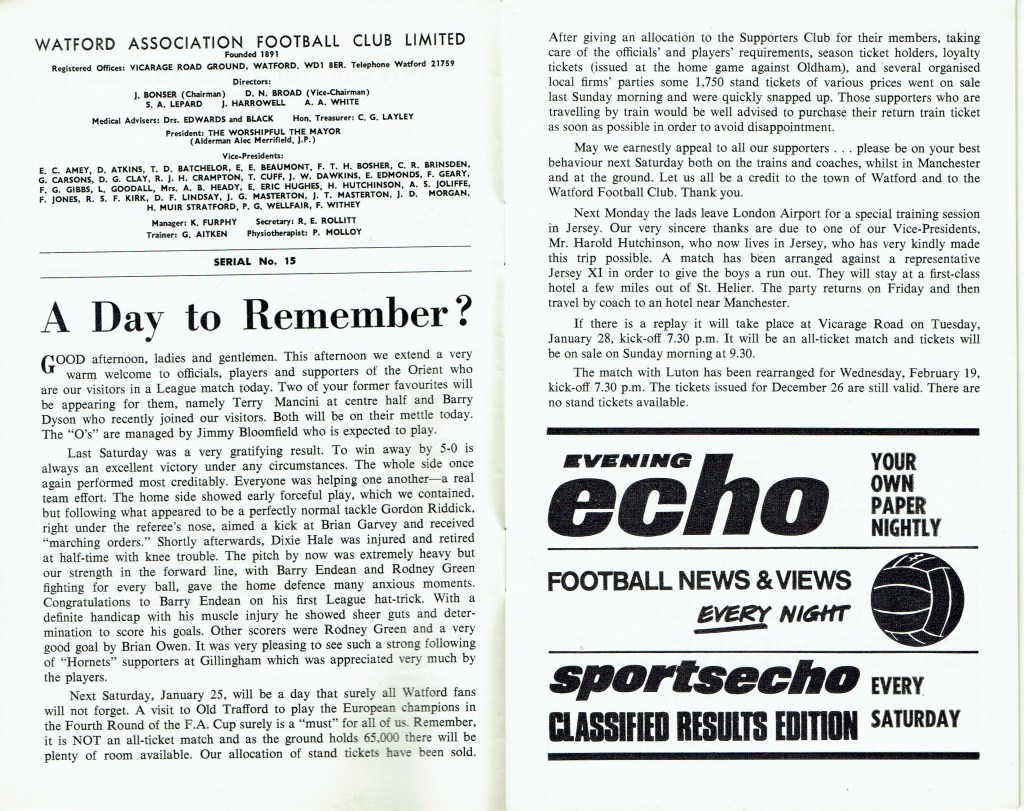 WATFORD ASSOCIATION FOOTBALL CLUB LIMITED
Founded 1891
Registered Offices: VICARAGE ROAD GROUND, WATFORD, WD1 8ER. Telephone Watford 21759
Directors:
J. BONSER (Chairman) D. N. BROAD (Vice-Chairman)
S. A. LEPARD J. HARROWELL A. A. WHITE
Medical Advisers: Drs. EDWARDS and BLACK Hon. Treasurer: C. G. LAYLEY
President: THE WORSHIPFUL THE MAYOR
(Alderman Alec Merrifield, J.P.)
Vice-Presidents:
E. C. AMEY, D. ATKINS, T. D. BATCHELOR, E. E. BEAUMONT, F. T. H. BOSHER, C. R. BRINSDEN,
G. CARSONS, D. G. CLAY, R. J. H. CRAMPTON, T. CUFF, J. W. DAWKINS, E. EDMONDS, F. GEARY,
F. G. GIBBS, L, GOODALL, Mrs. A. B. HEADY, E, ERIC HUGHES, H. HUTCHINSON, A. S. JOLIFFE,
F. JONES, R. S. F. KIRK, D. F. LINDSAY, J. G. MASTERTON, J. T. MASTERTON, J. D. MORGAN,
H. MUIR STRATFORD, P. G. WELLFAIR, F. WITHEY
Manager: K. FURPHY Secretary: R. E. ROLLITT
Trainer: G. AITKEN Physiotherapist: P. MOLLOY
SERIAL No. 15
A Day to Remember?
GOOD afternoon, ladies and gentlemen. This afternoon we extend a very
warm welcome to officials, players and supporters of the Orient who
are our visitors in a League match today. Two of your former favourites will
be appearing for them, namely Terry Mancini at centre half and Barry
Dyson who recently joined our visitors. Both will be on their mettle today.
The "O's" are managed by Jimmy Bloomfield who is expected to play.
Last Saturday was a very gratifying result. To win away by 5-0 is
always an excellent victory under any circumstances. The whole side once
again performed most creditably. Everyone was helping one another—a real
team effort. The home side showed early forceful play, which we contained,
but following what appeared to be a perfectly normal tackle Gordon Riddick,
right under the referee's nose, aimed a kick at Brian Garvey and received
"marching orders." Shortly afterwards, Dixie Hale was injured and retired
at half-time with knee trouble. The pitch by now was extremely heavy but
our strength in the forward line, with Barry Endean and Rodney Green
fighting for every ball, gave the home defence many anxious moments.
Congratulations to Barry Endean on his first League hat-trick. With a
definite handicap with his muscle injury he showed sheer guts and deter-
mination to score his goals. Other scorers were Rodney Green and a very
good goal by Brian Owen. It was very pleasing to see such a strong following
of "Hornets" supporters at Gillingham which was appreciated very much by
the players.
Next Saturday, January 25, will be a day that surely all Watford fans
will not forget. A visit to Old Trafford to play the European champions in
the Fourth Round of the F.A. Cup surely is a "must" for all of us. Remember,
it is NOT an all-ticket match and as the ground holds 65,000 there will be
plenty of room available. Our allocation of stand tickets have been sold.
After giving an allocation to the Supporters Club for their members, taking
care of the officials' and players' requirements, season ticket holders, loyalty
tickets (issued at the home game against Oldham), and several organised
local firms' parties some 1,750 stand tickets of various prices went on sale
last Sunday morning and were quickly snapped up. Those supporters who are
travelling by train would be well advised to purchase their return train ticket
as soon as possible in order to avoid disappointment.
May we earnestly appeal to all our supporters . . . please be on your best
behaviour next Saturday both on the trains and coaches, whilst in Manchester
and at the ground. Let us all be a credit to the town of Watford and to the
Watford Football Club. Thank you.
Next Monday the lads leave London Airport for a special training session
in Jersey. Our very sincere thanks are due to one of our Vice-Presidents,
Mr. Harold Hutchinson, who now lives in Jersey, who has very kindly made
this trip possible. A match has been arranged against a representative
Jersey XI in order to give the boys a run out. They will stay at a first-class
hotel a few miles out of St. Helier. The party returns on Friday and then
travel by coach to an hotel near Manchester.
If there is a replay it will take place at Vicarage Road on Tuesday,
January 28, kick-off 7.30 p.m. It will be an all-ticket match and tickets will
be on sale on Sunday morning at 9.30.
The match with Luton has been rearranged for Wednesday, February 19,
kick-off 7.30 p.m. The tickets issued for December 26 are still valid. There are
no stand tickets available.
EVENING
echo
YOUR
OWN
PAPER
NIGHTLY
FOOTBALL NEWS & VIEWS
EVERY NIGHT
sportsecho
CLASSIFIED RESULTS EDITION
EVERY
SATURDAY